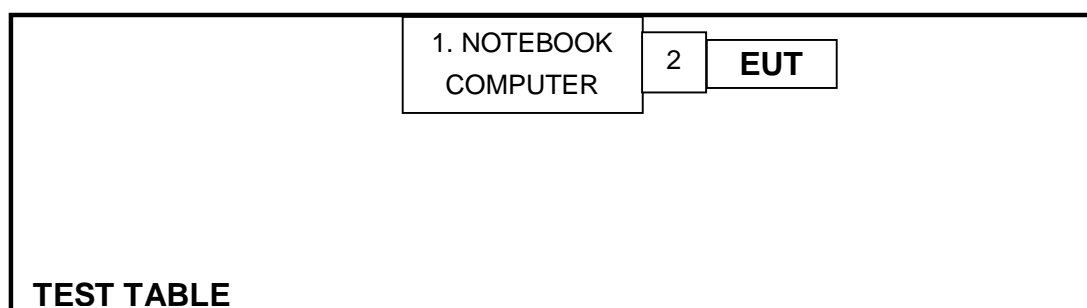 1. NOTEBOOK
COMPUTER
2
EUT
TEST TABLE